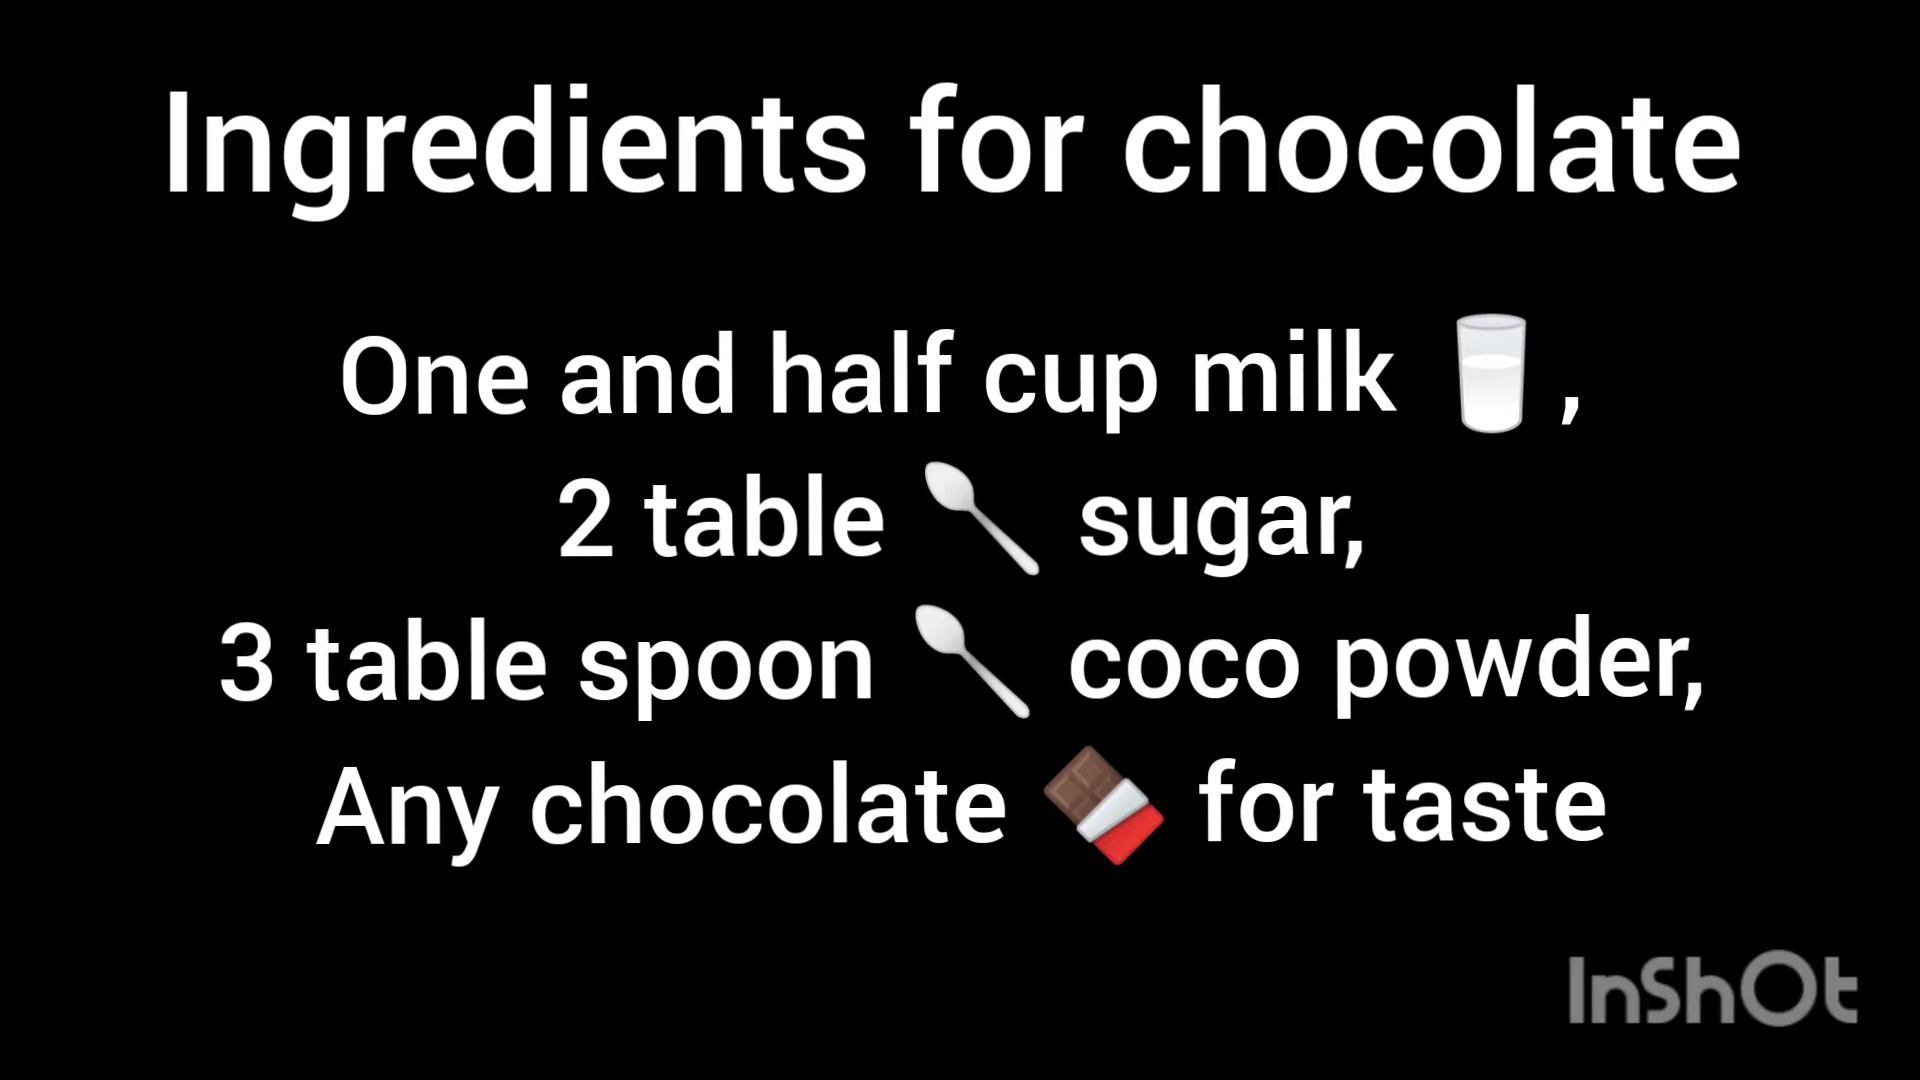 Ingredients for chocolate
One and half cup milk 🥛,
2 table 🥄 sugar,
3 table spoon 🥄 coco powder,
Any chocolate 🍫 for taste
InShOt